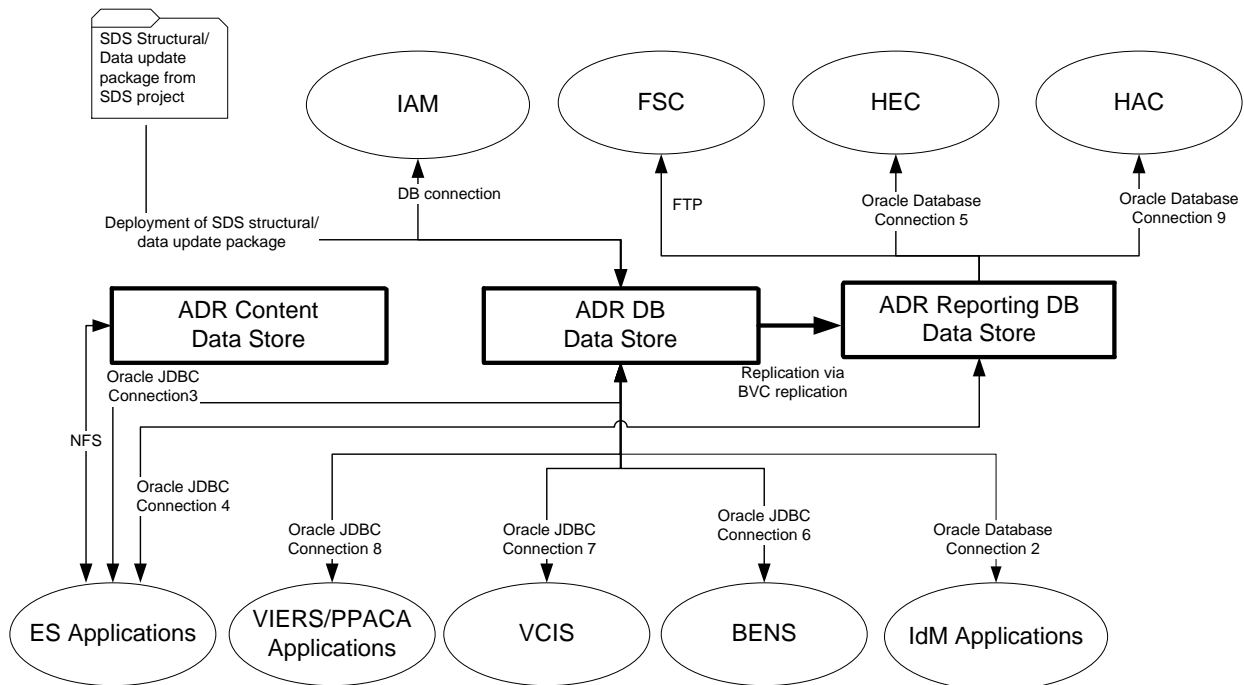 SDS Structural/
Data update
package from
SDS project
IAM
FSC
HEC
HAC
DB connection
FTP
Oracle Database
Connection 5
Oracle Database
Connection 9
Deployment of SDS structural/
data update package
ADR Content
Data Store
ADR DB
Data Store
ADR Reporting DB
Data Store
Replication via
BVC replication
Oracle JDBC
Connection3
NFS
Oracle JDBC
Connection 4
Oracle JDBC
Connection 8
Oracle JDBC
Connection 7
Oracle JDBC
Connection 6
Oracle Database
Connection 2
ES Applications
VIERS/PPACA
Applications
VCIS
BENS
IdM Applications